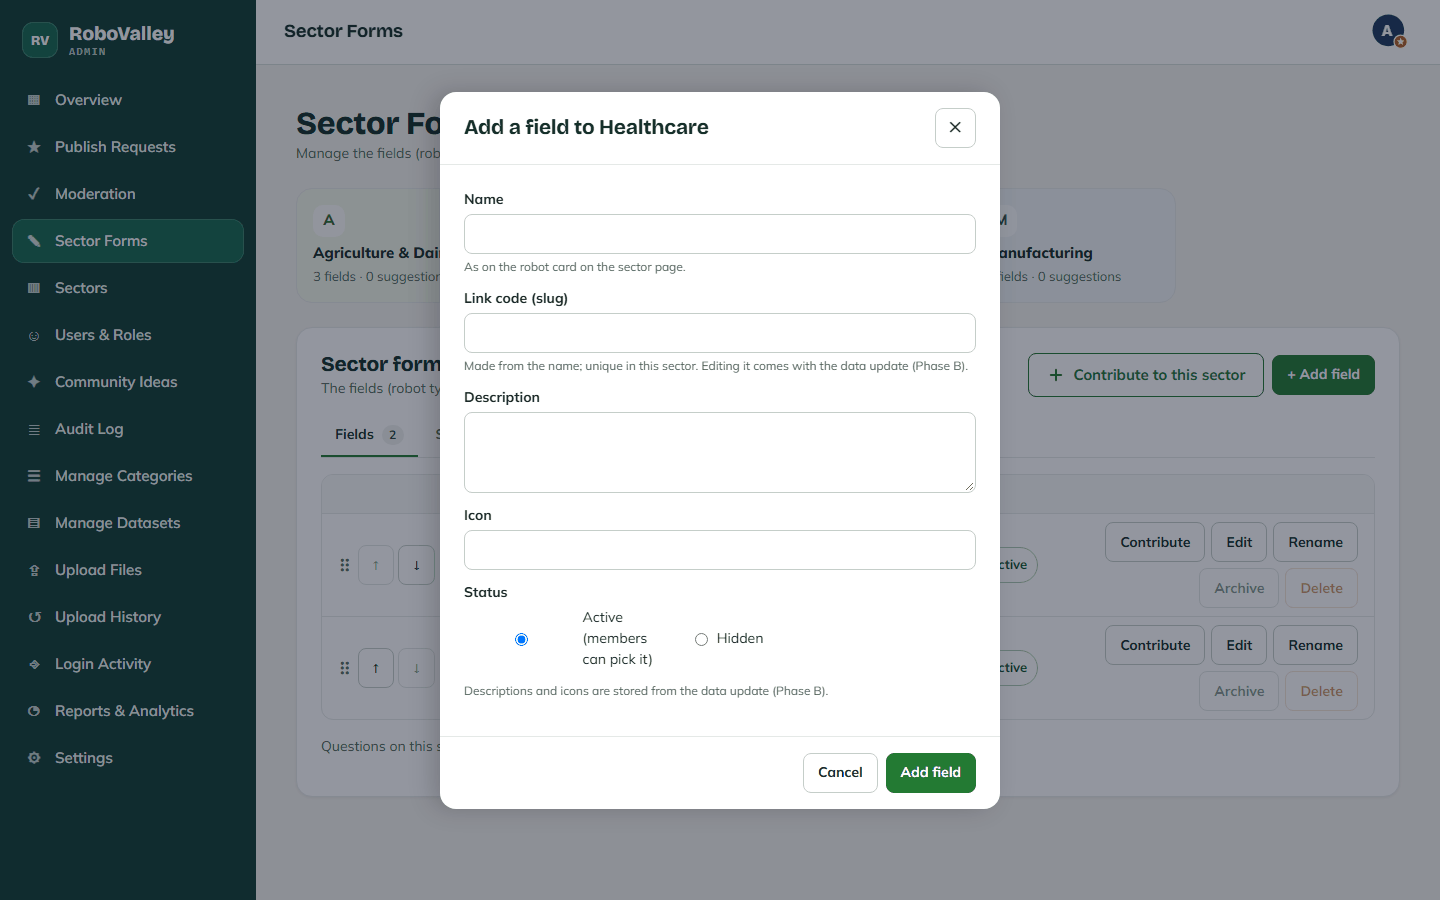 RV
RoboValley
ADMIN
Overview
Publish Requests
Moderation
Sector Forms
Sectors
Users & Roles
Community Ideas
Audit Log
Manage Categories
Manage Datasets
Upload Files
Upload History
Login Activity
Reports & Analytics
Settings
Sector Forms
A
Sector Fo
Manage the fields (rob
A
Agriculture & Dai
3 fields · 0 suggestion
anufacturing
ields · 0 suggestions
Sector form
The fields (robot ty
+ Contribute to this sector
+ Add field
Fields 2
Contribute Edit Rename
Archive Delete
ctive
Contribute Edit Rename
Archive Delete
ctive
Questions on this s
Add a field to Healthcare
Name
As on the robot card on the sector page.
Link code (slug)
Made from the name; unique in this sector. Editing it comes with the data update (Phase B).
Description
Icon
Status
Active
(members
can pick it)
Hidden
Descriptions and icons are stored from the data update (Phase B).
Cancel
Add field